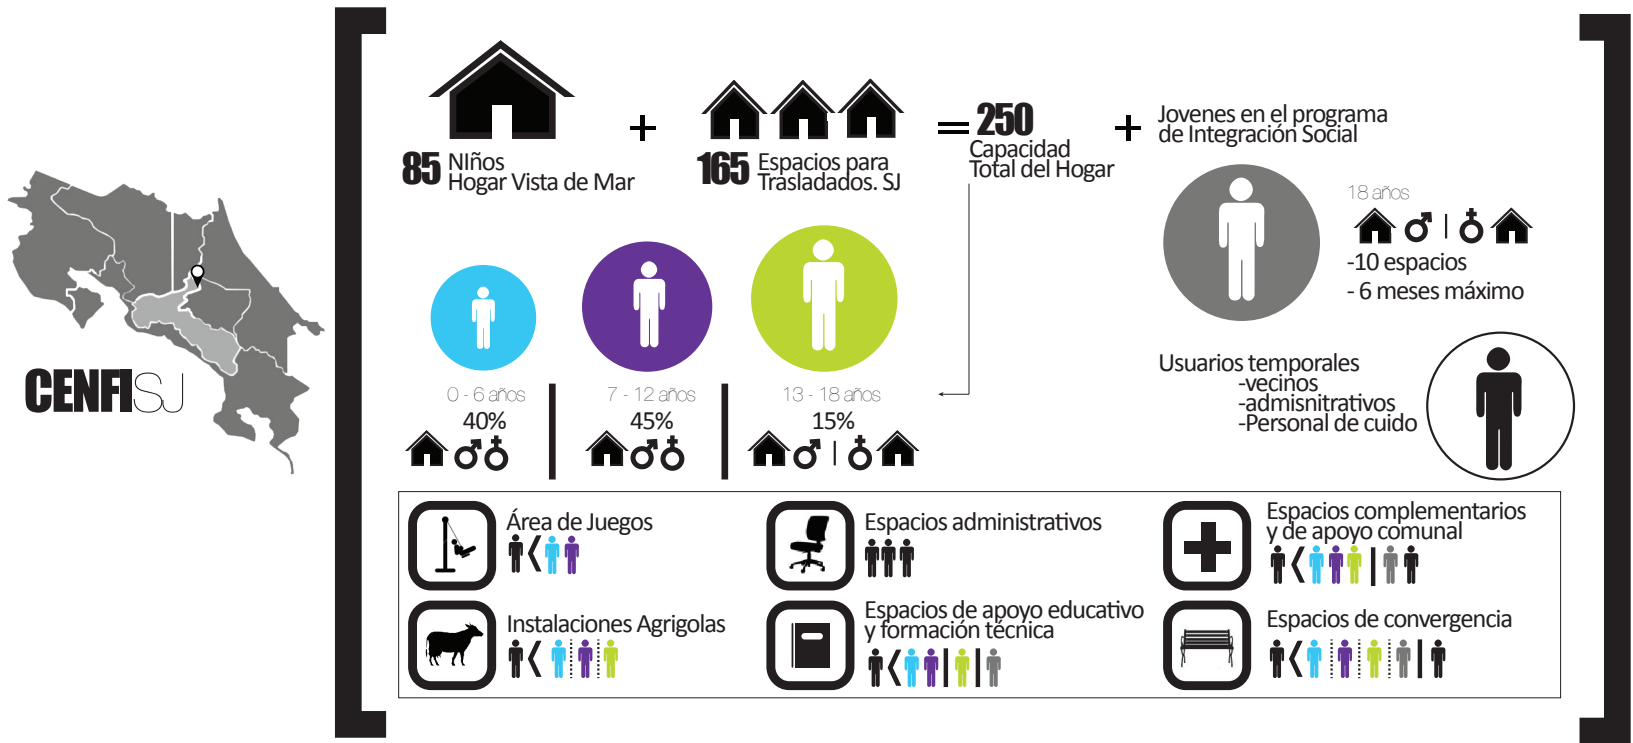 85 NIños
Hogar Vista de Mar
+
165 Espacios para
Trasladados. SJ
= 250
Capacidad
Total del Hogar
+
Jovenes en el programa
de Integración Social
18 años
-10 espacios
- 6 meses máximo
CENFISJ
0 - 6 años
40%
7 - 12 años
45%
13 - 18 años
15%
Usuarios temporales
-vecinos
-admisnitrativos
-Personal de cuido
Área de Juegos
Espacios administrativos
Espacios complementarios
y de apoyo comunal
Instalaciones Agrigolas
Espacios de apoyo educativo
y formación técnica
Espacios de convergencia